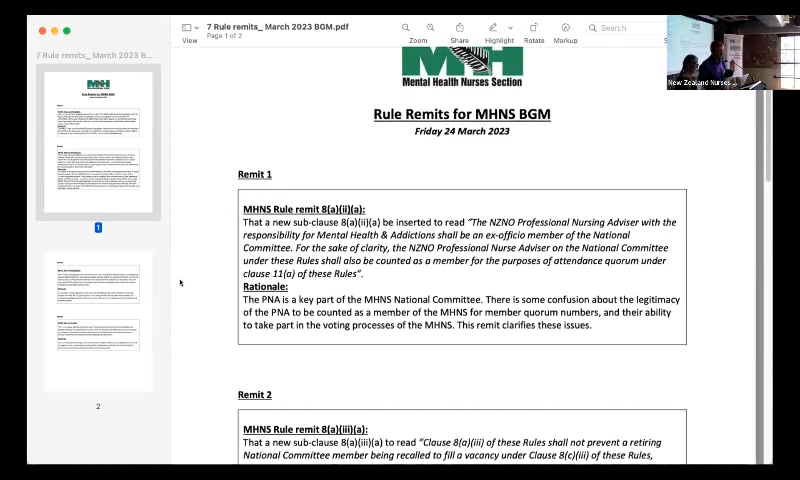 7 Rule remits_ March 2023 BGM.pdf
Page 1 of 2
View
Zoom
Share
Highlight
Rotate
Markup
Search
7 Rule remits_ March 2023 B...
1
2
New Zealand Nurses ...
Mental Health Nurses Section
Rule Remits for MHNS BGM
Friday 24 March 2023
Remit 1
MHNS Rule remit 8(a)(ii)(a):
That a new sub-clause 8(a)(ii)(a) be inserted to read “The NZNO Professional Nursing Adviser with the
responsibility for Mental Health & Addictions shall be an ex-officio member of the National
Committee. For the sake of clarity, the NZNO Professional Nurse Adviser on the National Committee
under these Rules shall also be counted as a member for the purposes of attendance quorum under
clause 11(a) of these Rules”.
Rationale:
The PNA is a key part of the MHNS National Committee. There is some confusion about the legitimacy
of the PNA to be counted as a member of the MHNS for member quorum numbers, and their ability
to take part in the voting processes of the MHNS. This remit clarifies these issues.
Remit 2
MHNS Rule remit 8(a)(iii)(a):
That a new sub-clause 8(a)(iii)(a) to read “Clause 8(a)(iii) of these Rules shall not prevent a retiring
National Committee member being recalled to fill a vacancy under Clause 8(c)(iii) of these Rules,